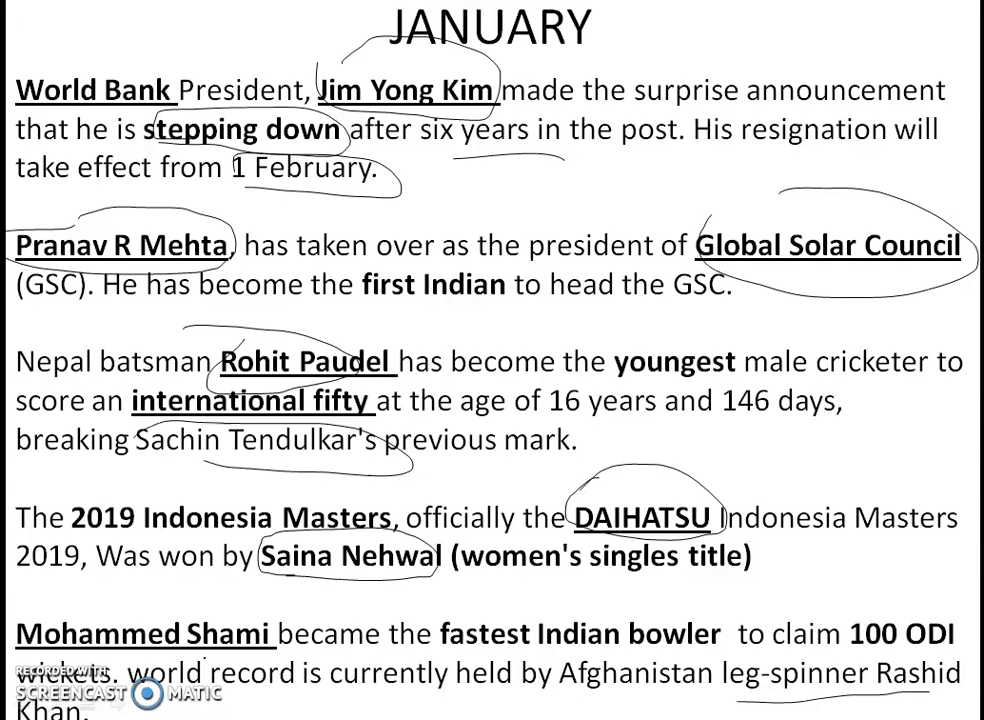 JANUARY
World Bank President, Jim Yong Kim made the surprise announcement
that he is stepping down after six years in the post. His resignation will
take effect from 1 February.
Pranav R Mehta, has taken over as the president of Global Solar Council
(GSC). He has become the first Indian to head the GSC.
Nepal batsman Rohit Paudel has become the youngest male cricketer to
score an international fifty at the age of 16 years and 146 days,
breaking Sachin Tendulkar's previous mark.
The 2019 Indonesia Masters, officially the DAIHATSU Indonesia Masters
2019, Was won by Saina Nehwal (women's singles title)
Mohammed Shami became the fastest Indian bowler to claim 100 ODI
wickets. world record is currently held by Afghanistan leg-spinner Rashid
Khan.
RECORDED WITH
SCREENCAST MATIC